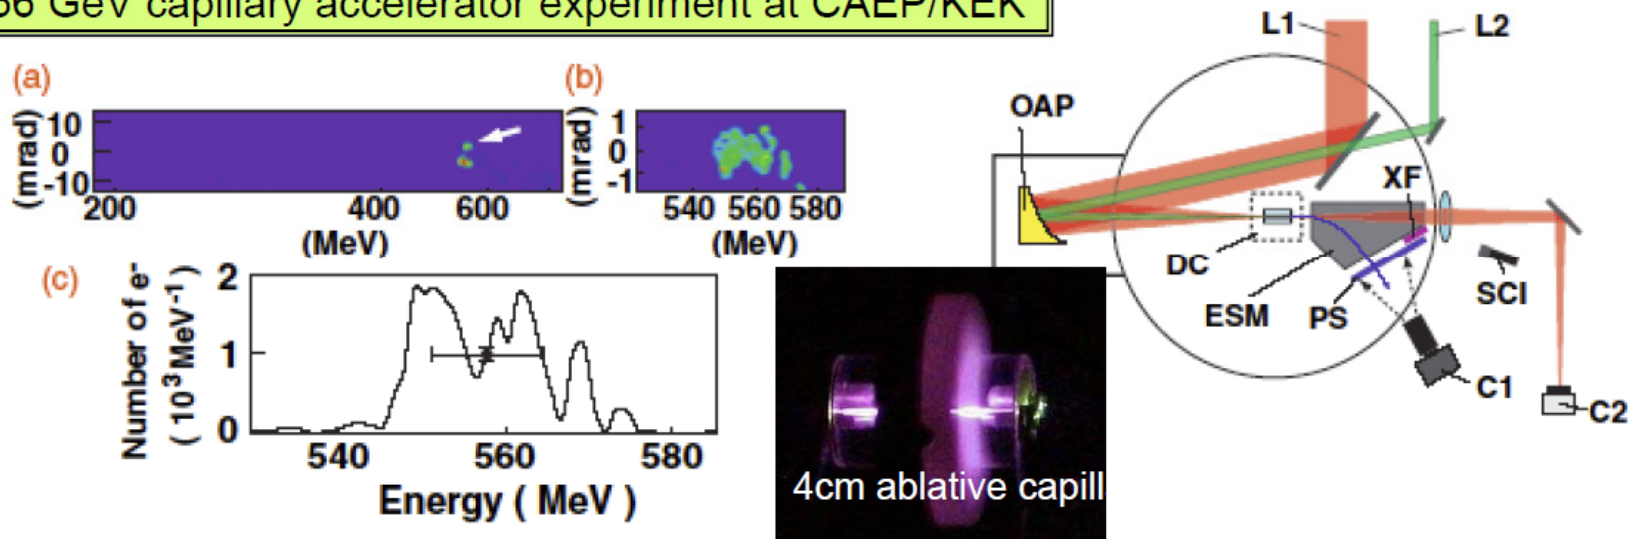 56 GeV capillary accelerator experiment at CAEP/KEK
(a)
(mrad)
10
0
-10
200 400 600
(MeV)
(b)
(mrad)
1
0
-1
540 560 580
(MeV)
(c)
Number of e-
(10³MeV⁻¹)
2
1
0
540 560 580
Energy ( MeV )
4cm ablative capill
L1
L2
OAP
XF
DC
ESM
PS
SCI
C1
C2